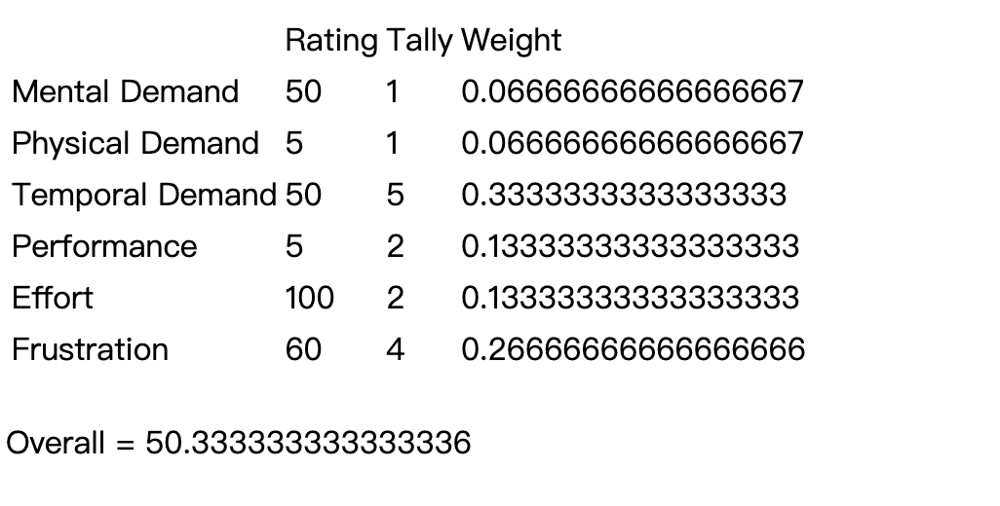 Rating Tally Weight
Mental Demand 50 1 0.06666666666666667
Physical Demand 5 1 0.06666666666666667
Temporal Demand 50 5 0.3333333333333333
Performance 5 2 0.13333333333333333
Effort 100 2 0.13333333333333333
Frustration 60 4 0.26666666666666666
Overall = 50.333333333333336